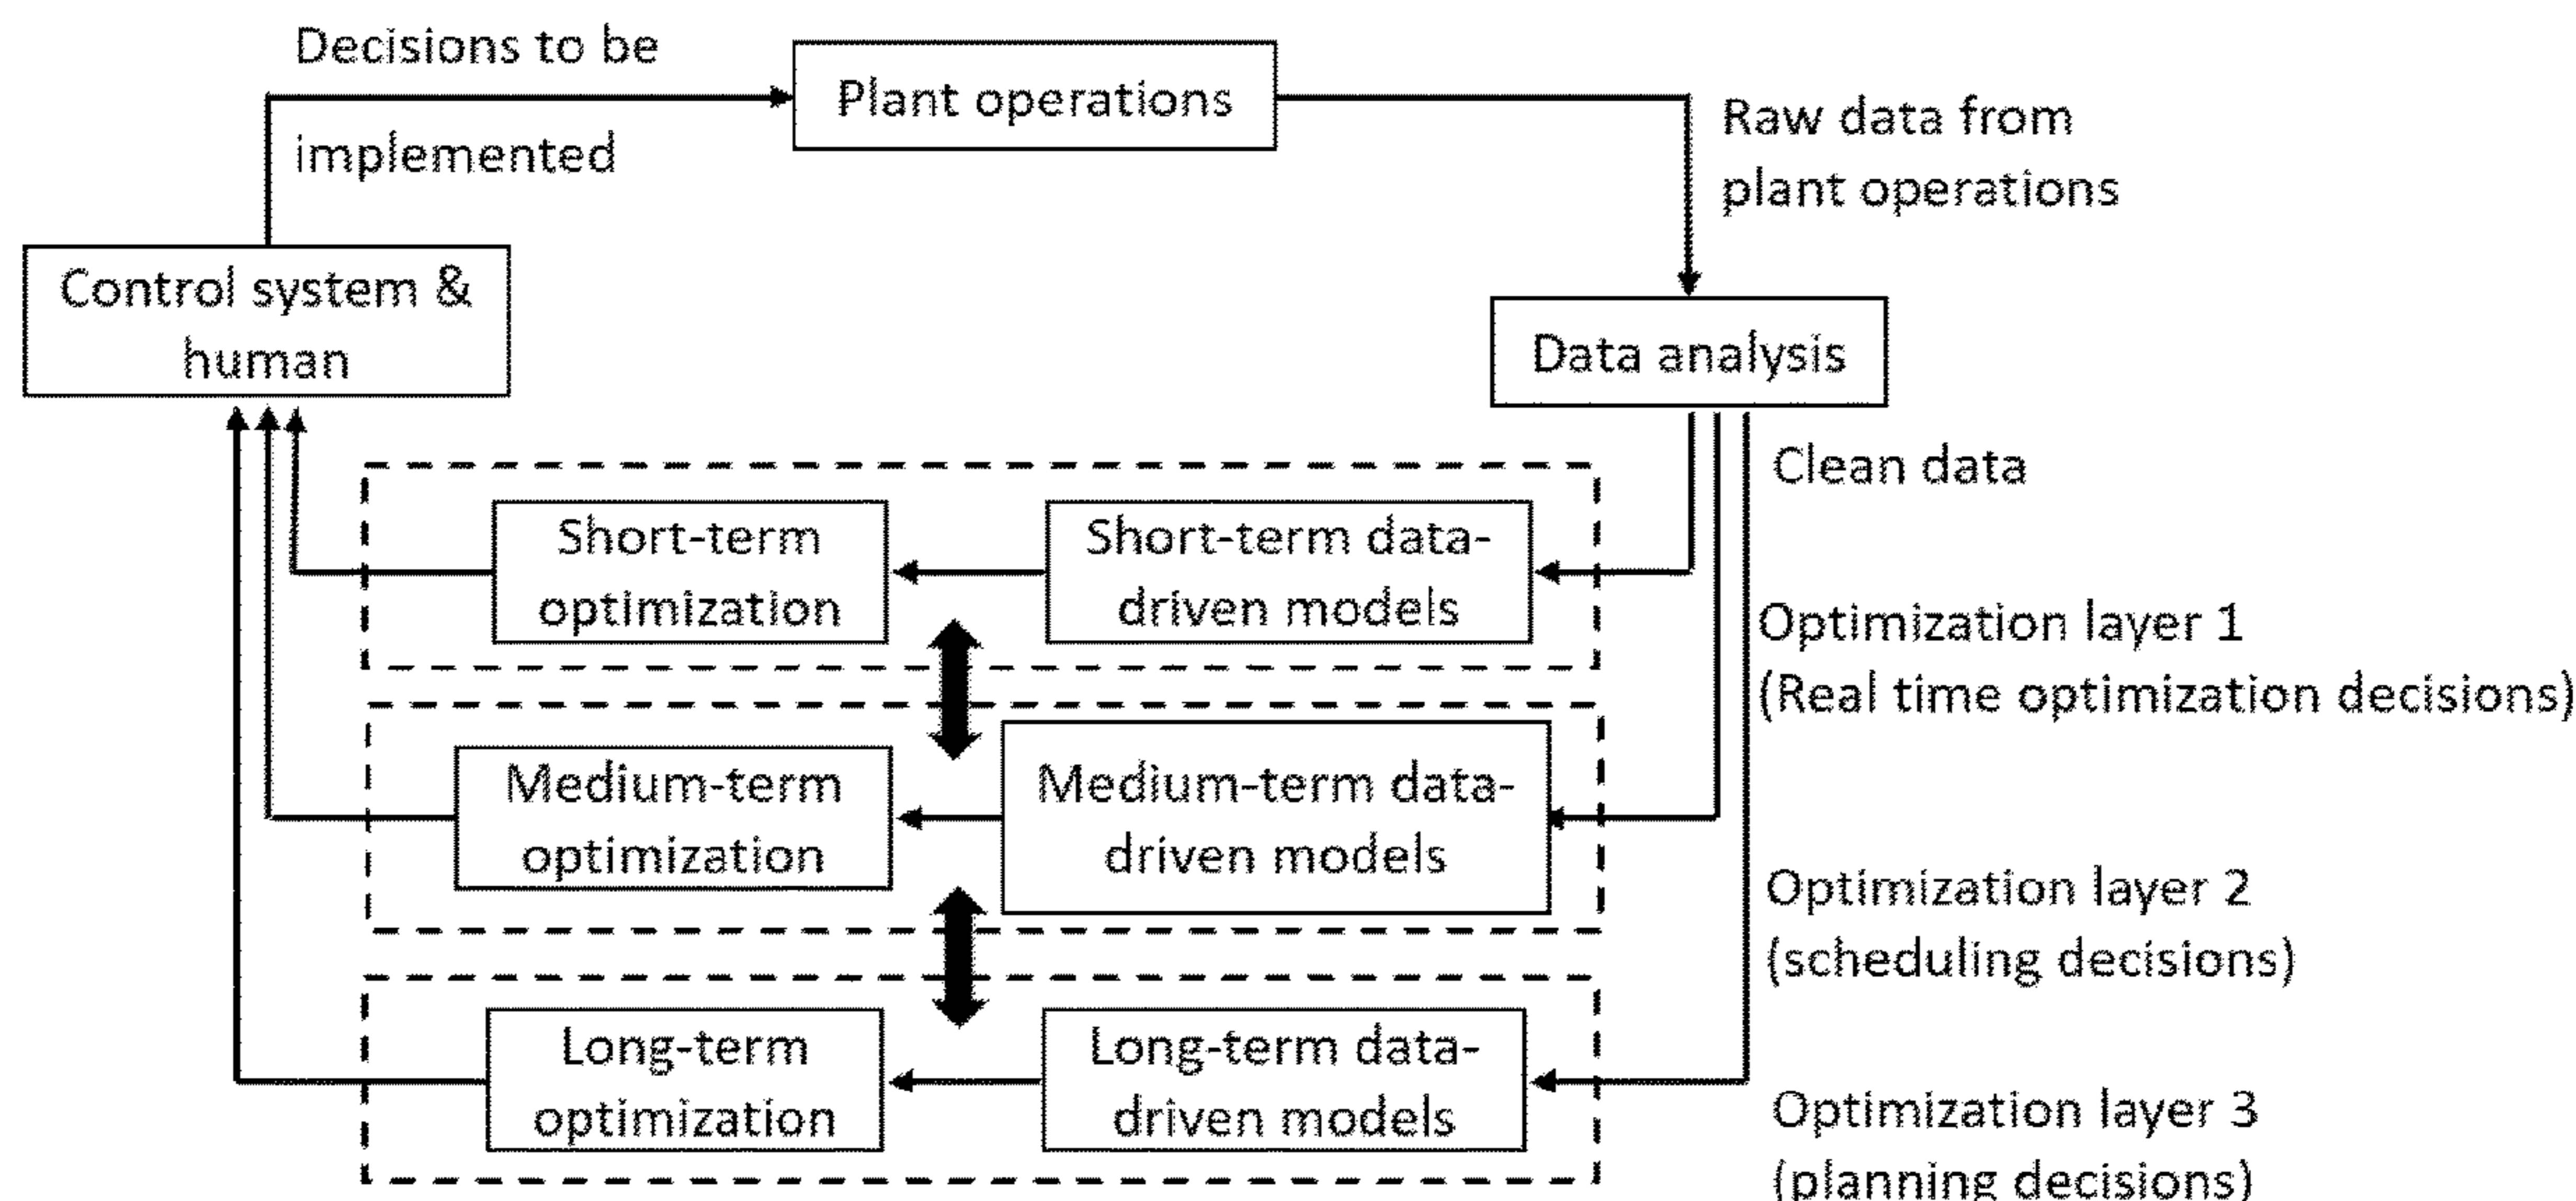 Decisions to be
implemented
Plant operations
Raw data from
plant operations
Control system &
human
Data analysis
Clean data
Short-term
optimization
Short-term data-
driven models
Optimization layer 1
(Real time optimization decisions)
Medium-term
optimization
Medium-term data-
driven models
Optimization layer 2
(scheduling decisions)
Long-term
optimization
Long-term data-
driven models
Optimization layer 3
(planning decisions)